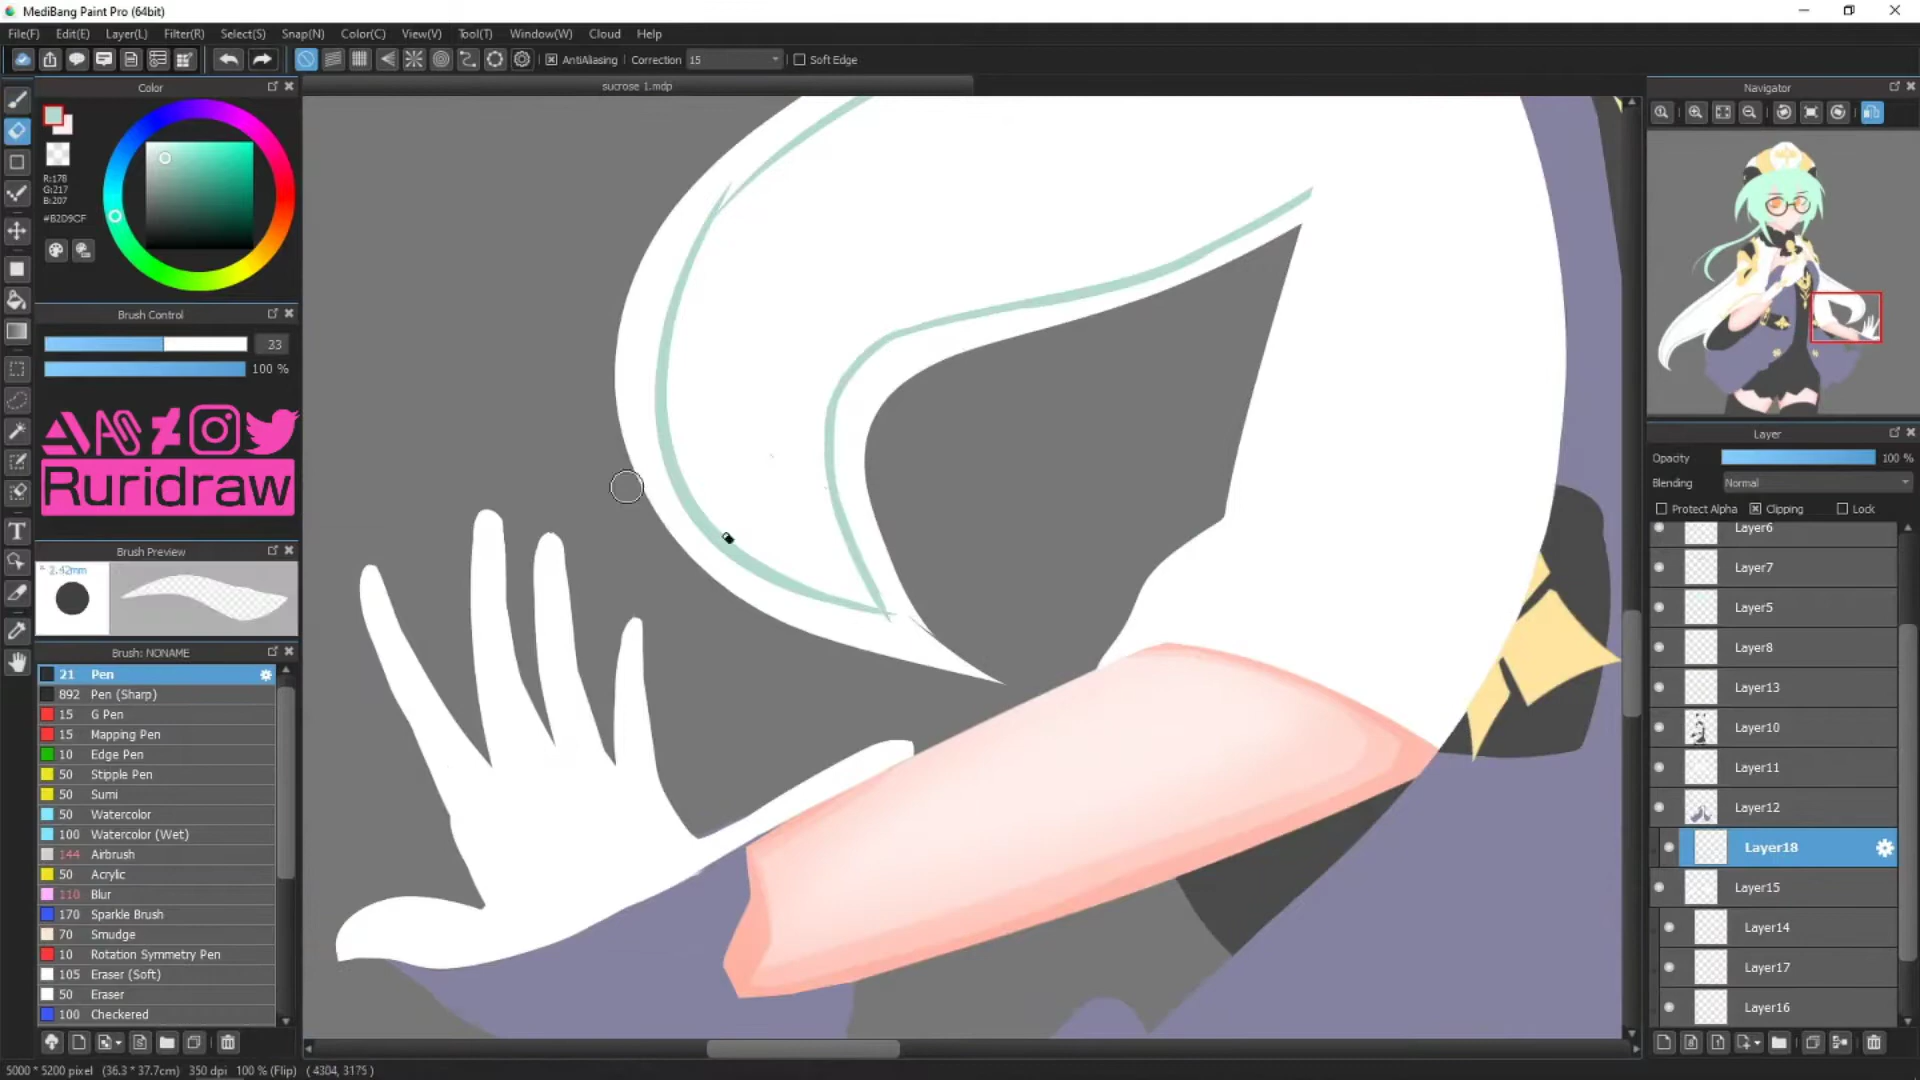 MediBang Paint Pro (64bit)
File(F) Edit(E) Layer(L) Filter(R) Select(S) Snap(N) Color(C) View(V) Tool(T) Window(W) Cloud Help
AntiAliasing Correction 15 Soft Edge
Color
sucrose 1.mdp
Navigator
R:178
G:217
B:207
#B2D9CF
Brush Control
33
100 %
Ruridraw
Brush Preview
2.42mm
Brush: NONAME
21 Pen
892 Pen (Sharp)
15 G Pen
15 Mapping Pen
10 Edge Pen
50 Stipple Pen
50 Sumi
50 Watercolor
100 Watercolor (Wet)
144 Airbrush
50 Acrylic
110 Blur
170 Sparkle Brush
70 Smudge
10 Rotation Symmetry Pen
105 Eraser (Soft)
50 Eraser
100 Checkered
Layer
Opacity 100 %
Blending Normal
Protect Alpha Clipping Lock
Layer6
Layer7
Layer5
Layer8
Layer13
Layer10
Layer11
Layer12
Layer18
Layer15
Layer14
Layer17
Layer16
5000 * 5200 pixel (36.3 * 37.7cm) 350 dpi 100 % (Flip) ( 4304, 3175 )